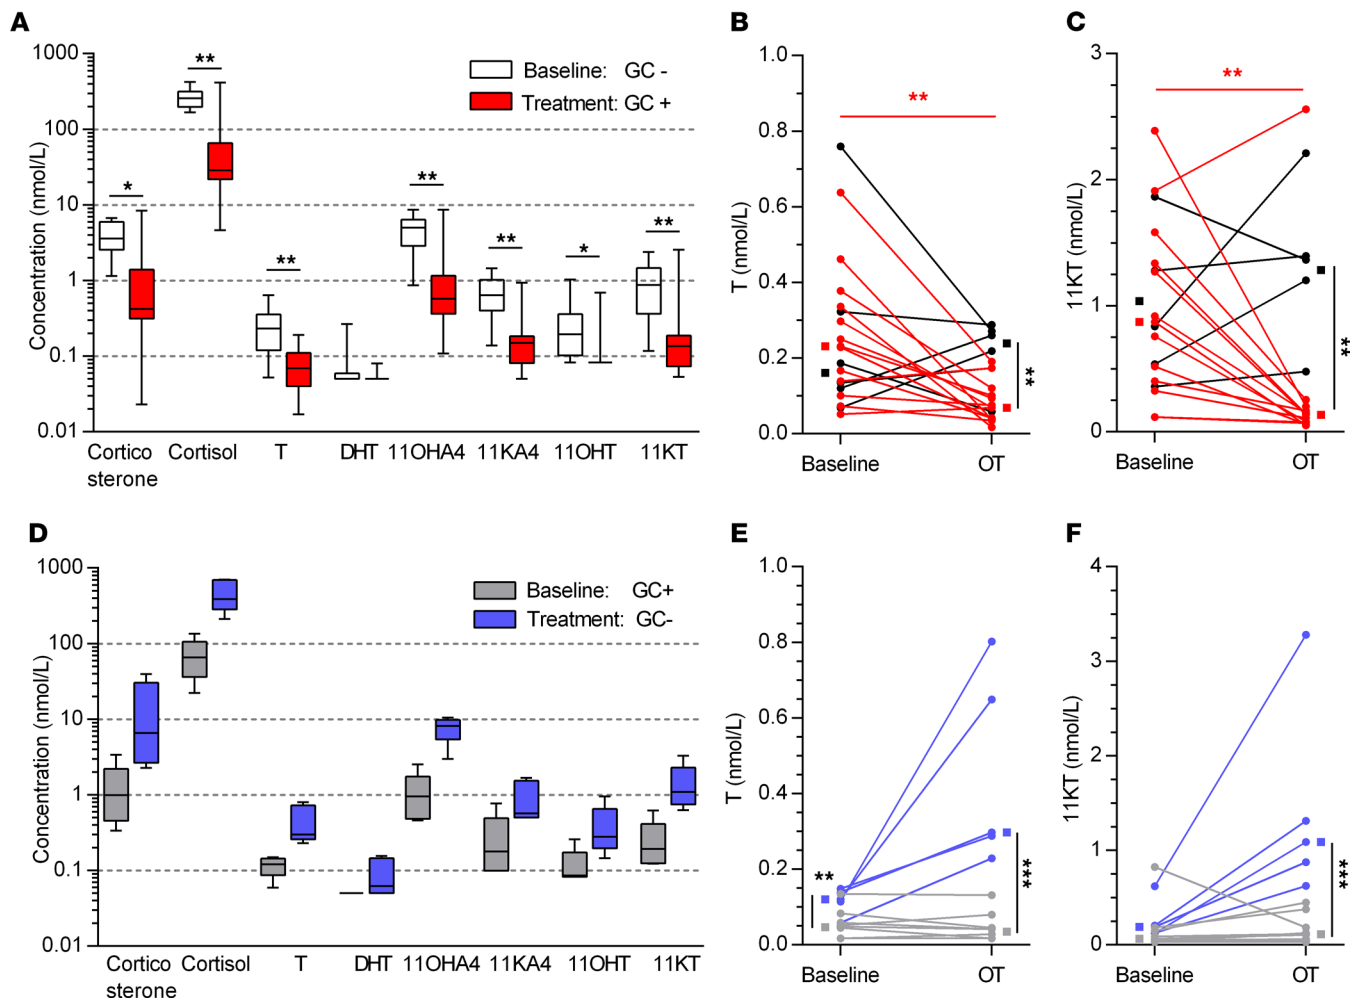 A
Concentration (nmol/L)
1000
100
10
1
0.1
0.01
Baseline: GC -
Treatment: GC +
*
**
**
**
**
*
**
Cortico
sterone
Cortisol
T
DHT
11OHA4
11KA4
11OHT
11KT
B
T (nmol/L)
1.0
0.8
0.6
0.4
0.2
0.0
**
**
Baseline
OT
C
11KT (nmol/L)
3
2
1
0
**
**
Baseline
OT
D
Concentration (nmol/L)
1000
100
10
1
0.1
0.01
Baseline: GC+
Treatment: GC-
Cortico
sterone
Cortisol
T
DHT
11OHA4
11KA4
11OHT
11KT
E
T (nmol/L)
1.0
0.8
0.6
0.4
0.2
0.0
**
***
Baseline
OT
F
11KT (nmol/L)
4
3
2
1
0
***
Baseline
OT